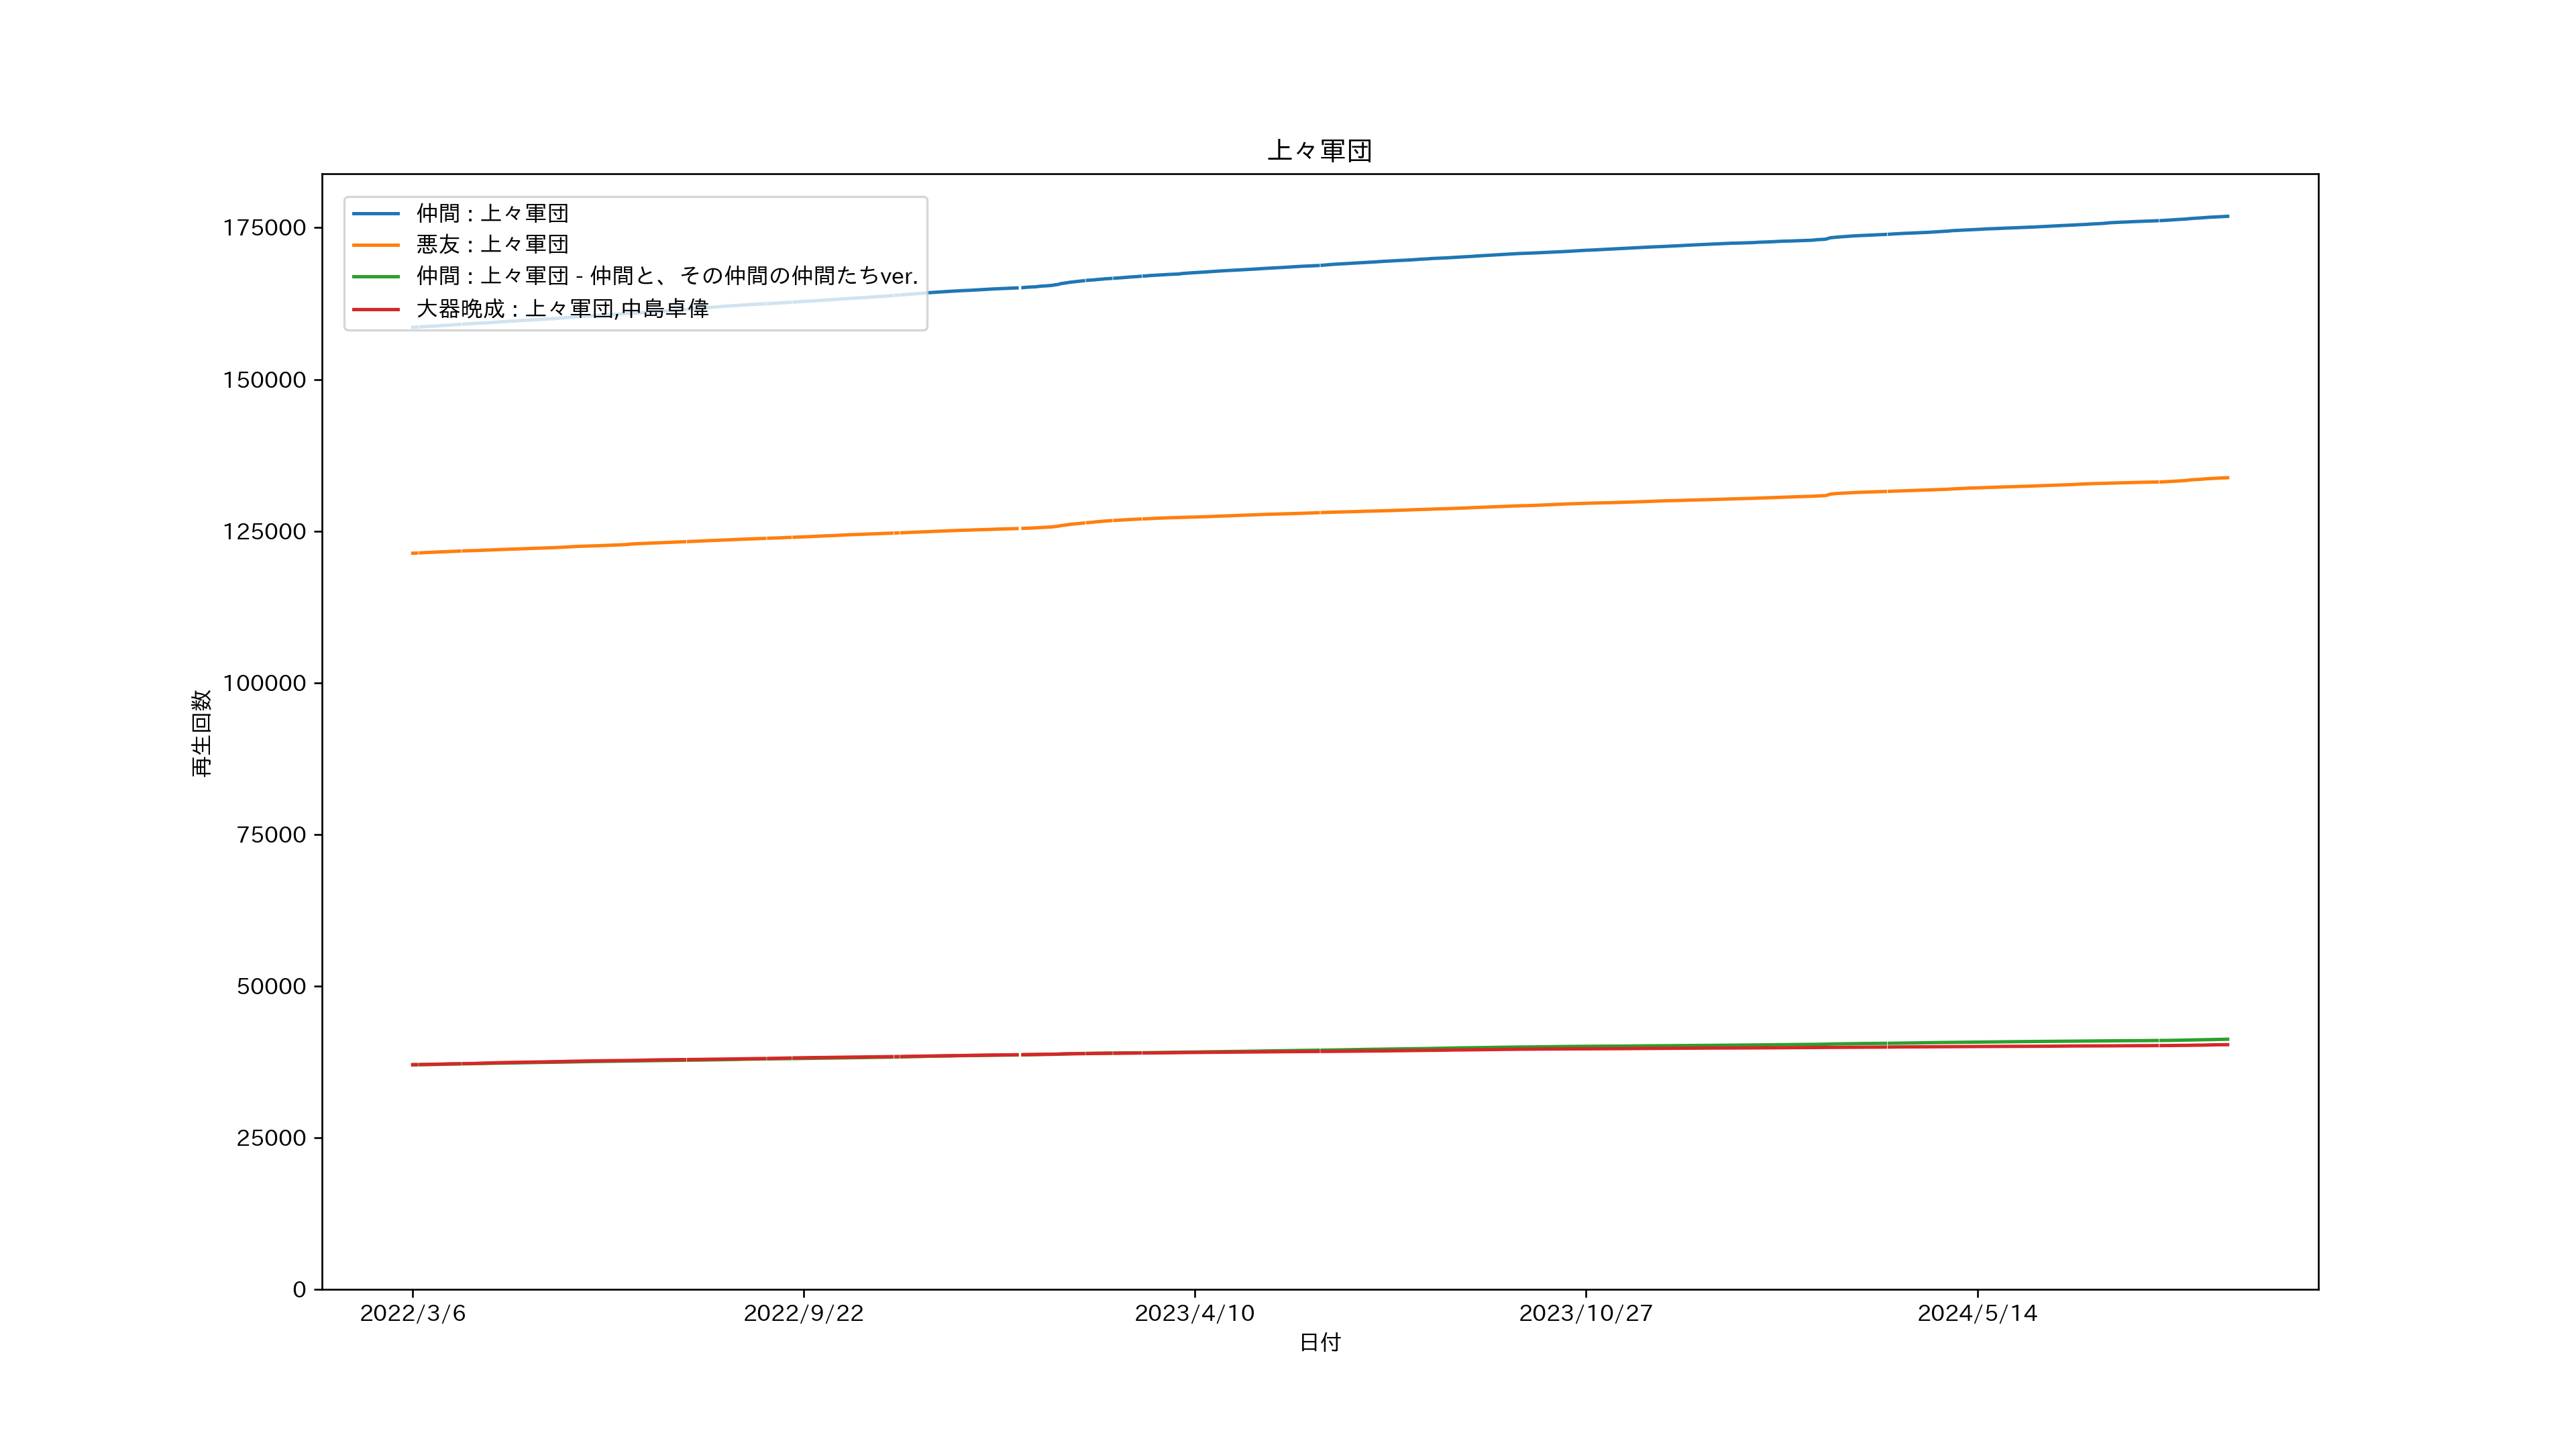 上々軍団
仲間 : 上々軍団
悪友 : 上々軍団
仲間 : 上々軍団 - 仲間と、その仲間の仲間たちver.
大器晩成 : 上々軍団,中島卓偉
175000
150000
125000
100000
75000
50000
25000
0
再生回数
2022/3/6
2022/9/22
2023/4/10
2023/10/27
2024/5/14
日付